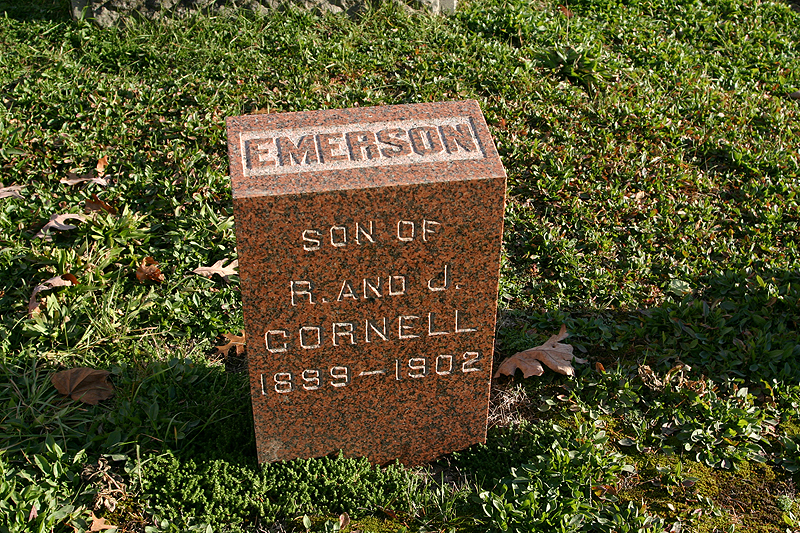 EMERSON
SON OF
R. AND J.
CORNELL
1899 – 1902